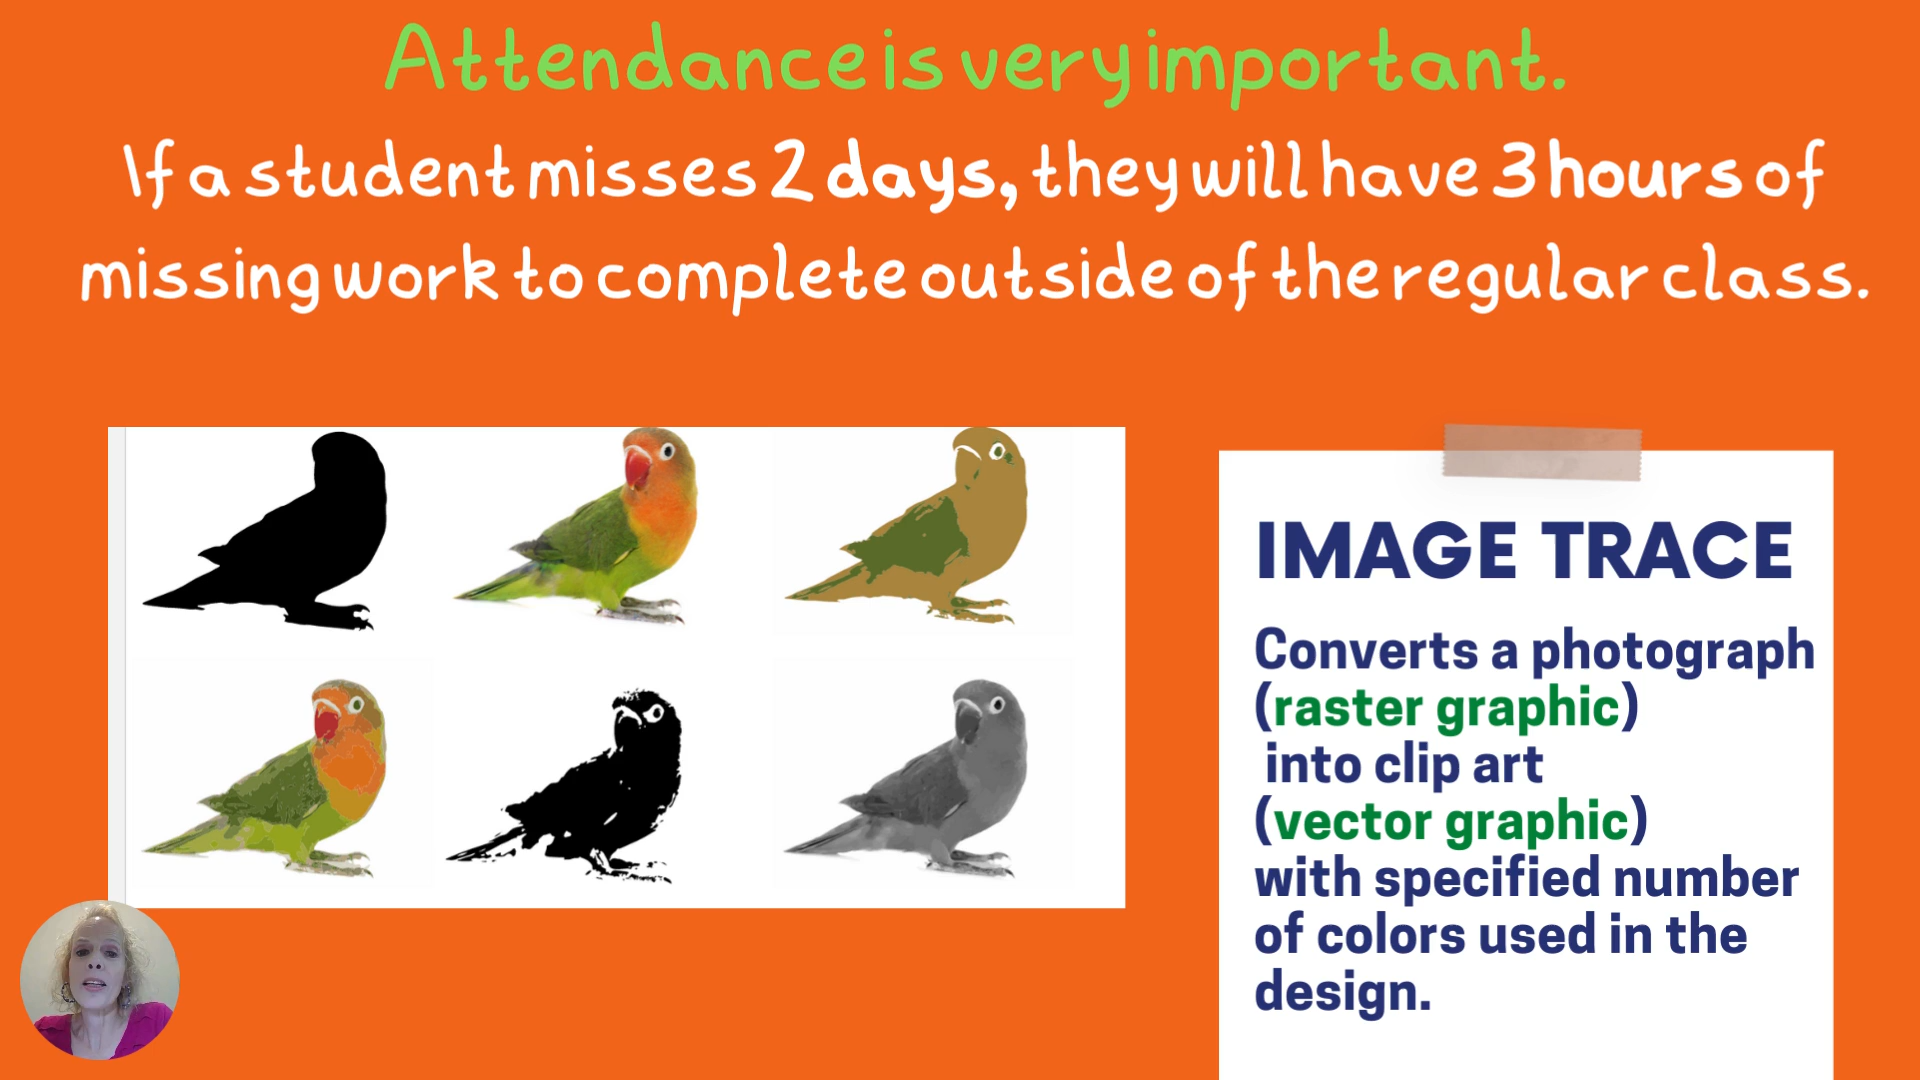 Attendance is very important.
If a student misses 2 days, they will have 3 hours of
missing work to complete outside of the regular class.
IMAGE TRACE
Converts a photograph
(raster graphic)
into clip art
(vector graphic)
with specified number
of colors used in the
design.